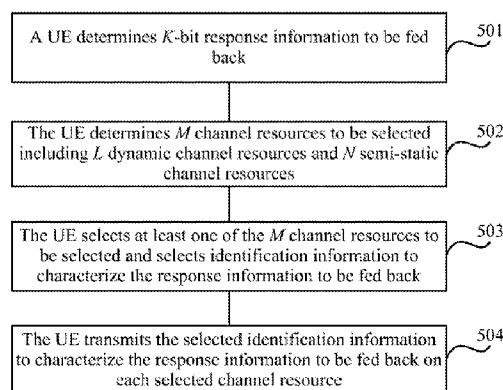 A UE determines K-bit response information to be fed
back
501
The UE determines M channel resources to be selected
including L dynamic channel resources and N semi-static
channel resources
502
The UE selects at least one of the M channel resources to
be selected and selects identification information to
characterize the response information to be fed back
503
The UE transmits the selected identification information
to characterize the response information to be fed back on
each selected channel resource
504